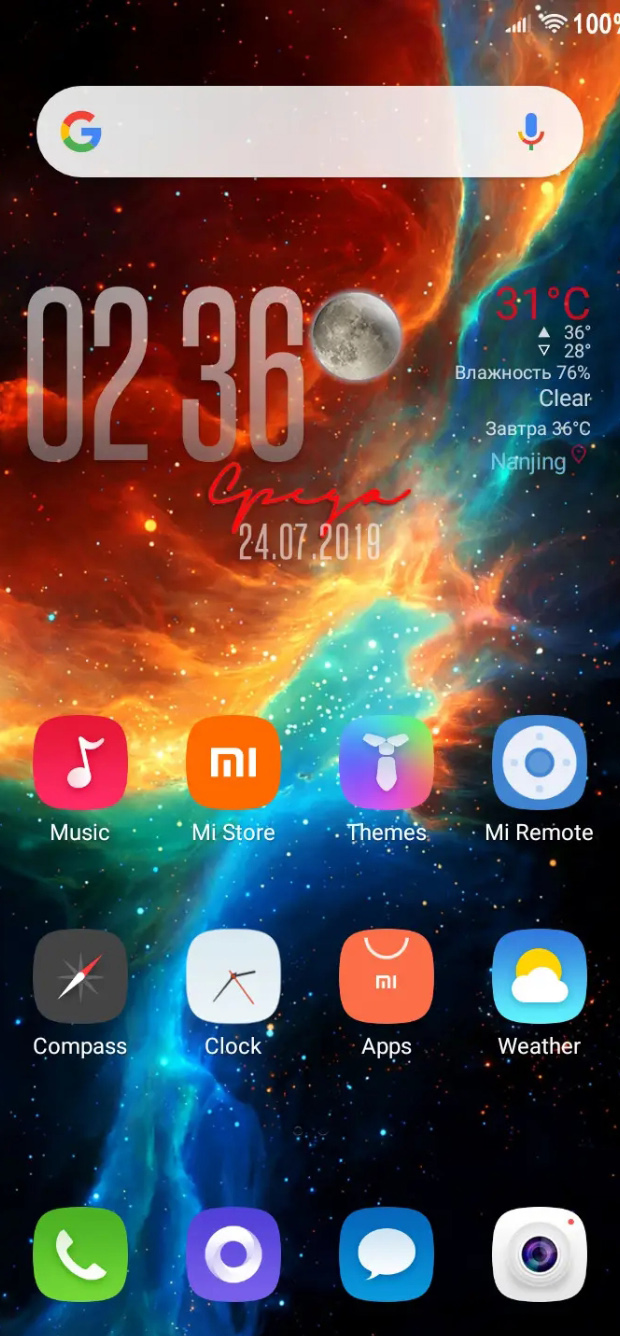 100%
02 36
31°C
▲ 36°
▽ 28°
Влажность 76%
Clear
Завтра 36°C
Nanjing
Среда
24.07.2019
Music
Mi Store
Themes
Mi Remote
Compass
Clock
Apps
Weather